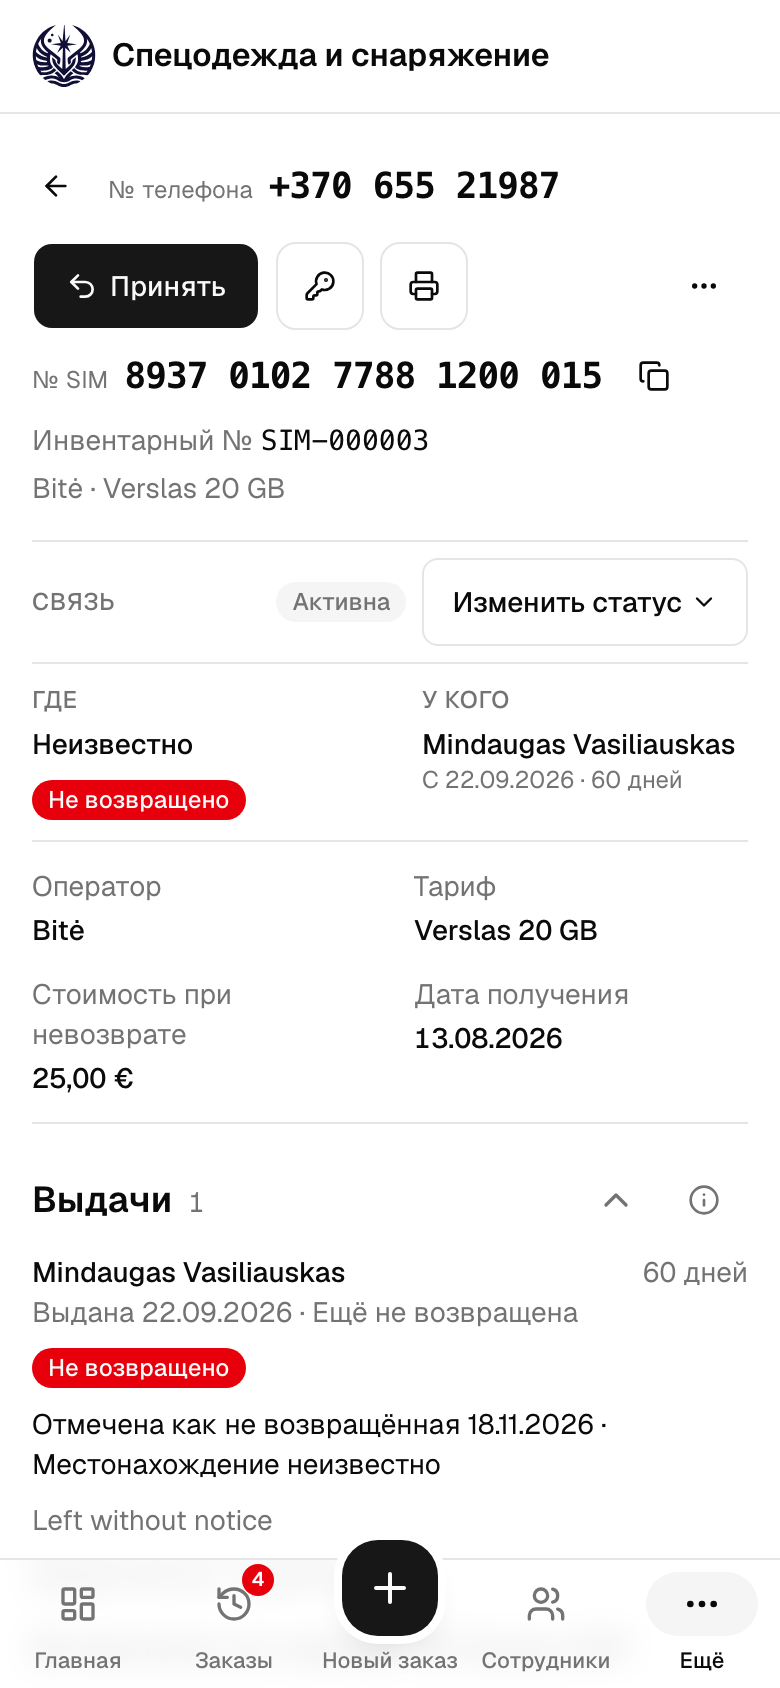 Спецодежда и снаряжение
№ телефона +370 655 21987
Принять
№ SIM 8937 0102 7788 1200 015
Инвентарный № SIM-000003
Bitė · Verslas 20 GB
СВЯЗЬ Активна Изменить статус
ГДЕ У КОГО
Неизвестно Mindaugas Vasiliauskas
С 22.09.2026 · 60 дней
Не возвращено
Оператор Тариф
Bitė Verslas 20 GB
Стоимость при невозврате Дата получения
25,00 € 13.08.2026
Выдачи 1
Mindaugas Vasiliauskas 60 дней
Выдана 22.09.2026 · Ещё не возвращена
Не возвращено
Отмечена как не возвращённая 18.11.2026 ·
Местонахождение неизвестно
Left without notice
4
Главная Заказы Новый заказ Сотрудники Ещё